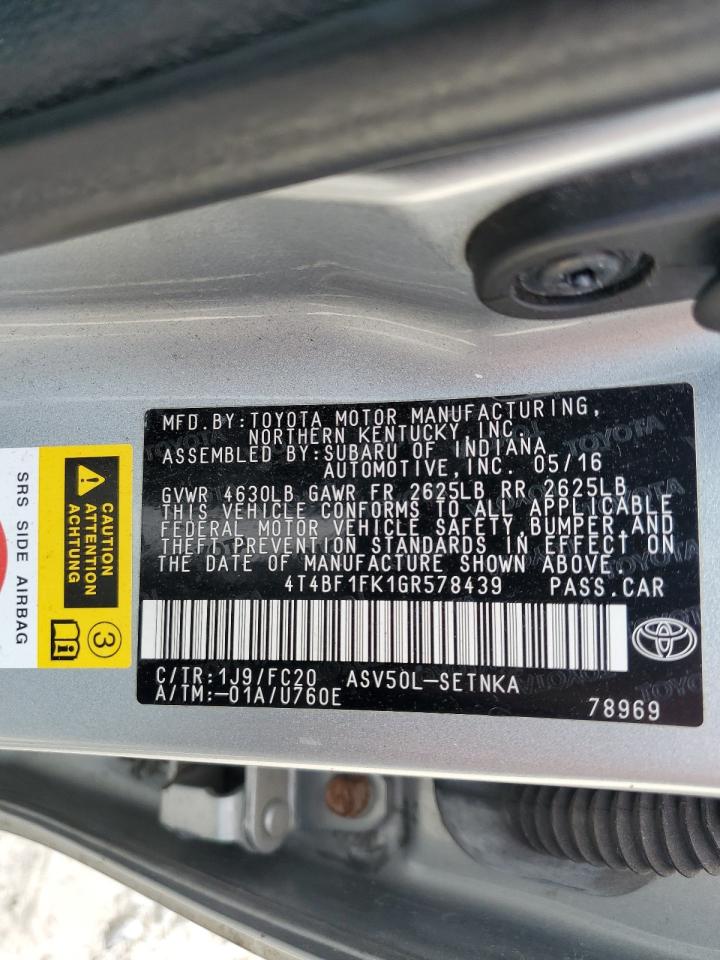 MFD.BY:TOYOTA MOTOR MANUFACTURING,
NORTHERN KENTUCKY, INC.
ASSEMBLED BY:SUBARU OF INDIANA
AUTOMOTIVE,INC. 05/16
GVWR 4630LB GAWR FR 2625LB RR 2625LB
THIS VEHICLE CONFORMS TO ALL APPLICABLE
FEDERAL MOTOR VEHICLE SAFETY, BUMPER,AND
THEFT PREVENTION STANDARDS IN EFFECT ON
THE DATE OF MANUFACTURE SHOWN ABOVE.
4T4BF1FK1GR578439 PASS.CAR
C/TR:1J9/FC20 ASV50L-SETNKA
A/TM:-01A/U760E
78969
CAUTION
ATTENTION
ACHTUNG
3
SRS SIDE AIRBAG
TOYOTA